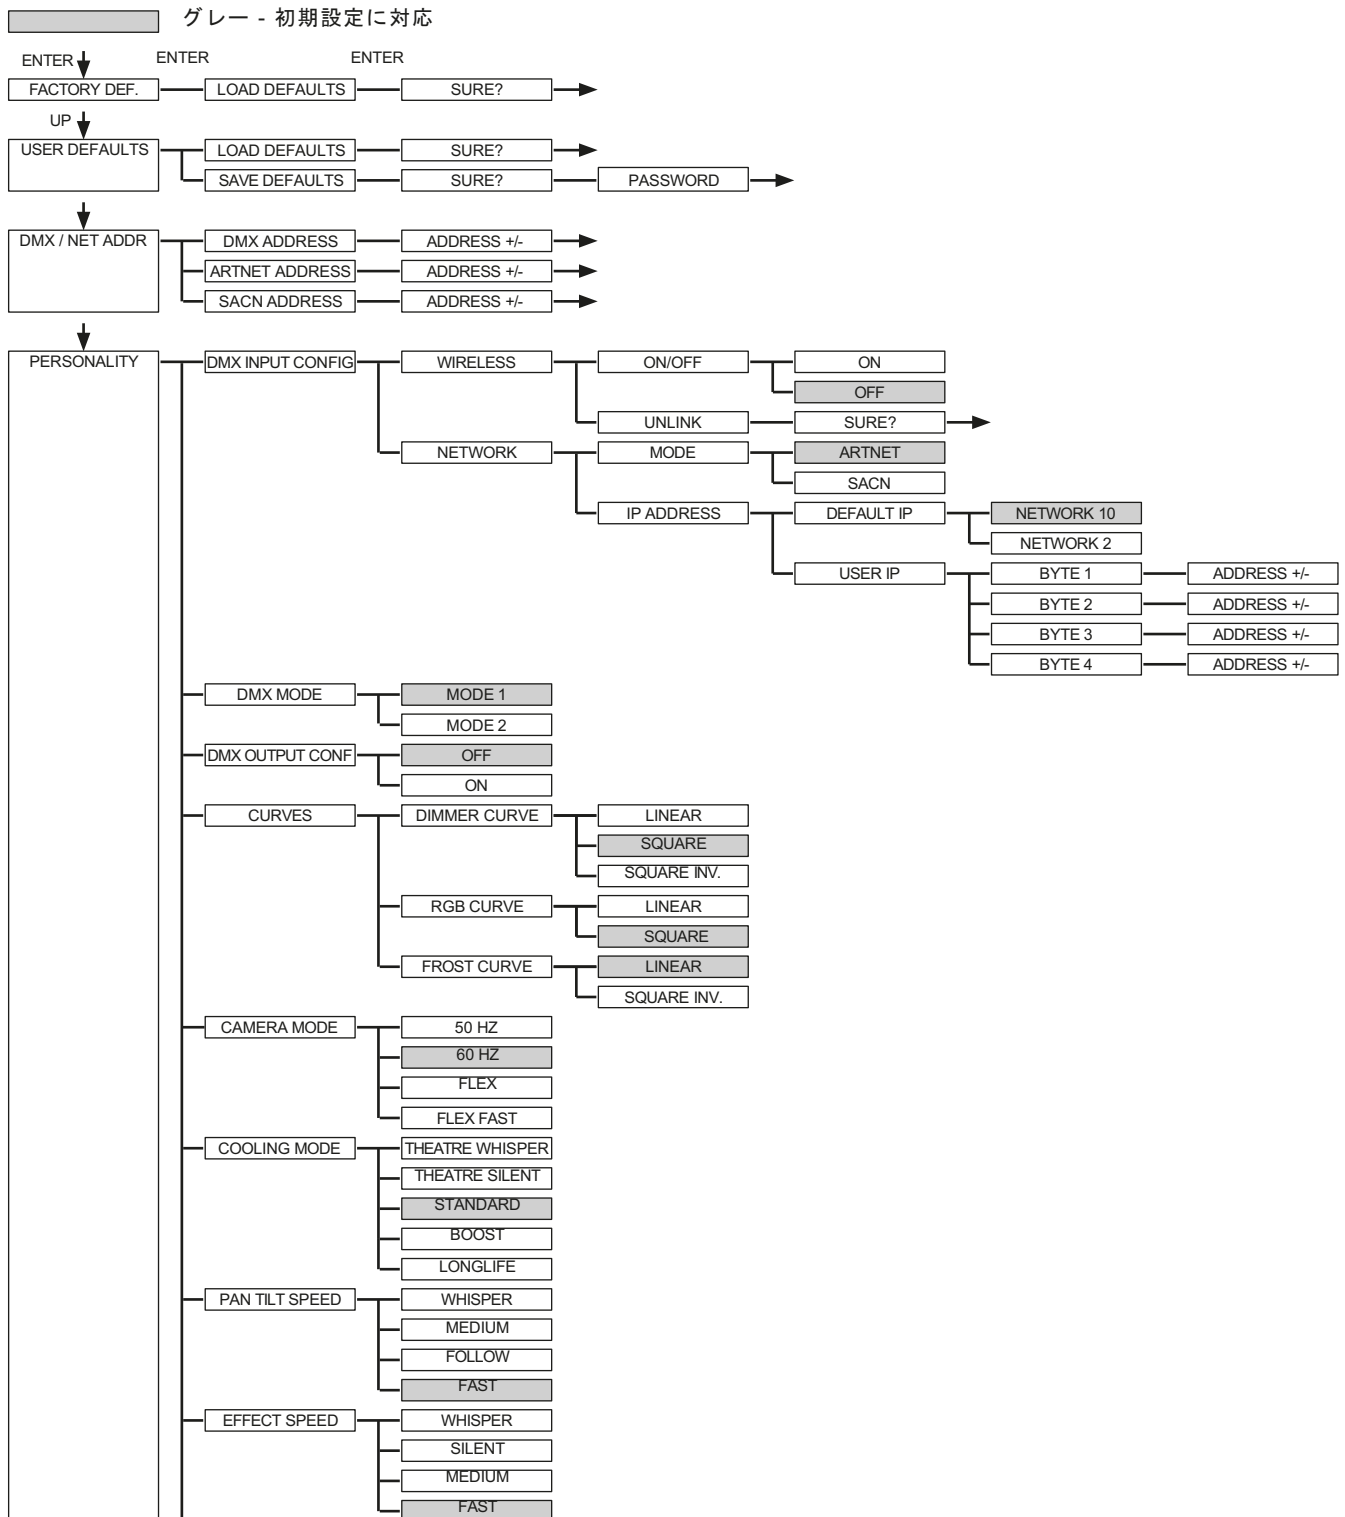 グレー - 初期設定に対応
ENTER ENTER ENTER
FACTORY DEF. LOAD DEFAULTS SURE?
UP
USER DEFAULTS LOAD DEFAULTS SURE?
SAVE DEFAULTS SURE? PASSWORD
DMX / NET ADDR DMX ADDRESS ADDRESS +/-
ARTNET ADDRESS ADDRESS +/-
SACN ADDRESS ADDRESS +/-
PERSONALITY DMX INPUT CONFIG WIRELESS ON/OFF ON
OFF
UNLINK SURE?
NETWORK MODE ARTNET
SACN
IP ADDRESS DEFAULT IP NETWORK 10
NETWORK 2
USER IP BYTE 1 ADDRESS +/-
BYTE 2 ADDRESS +/-
BYTE 3 ADDRESS +/-
BYTE 4 ADDRESS +/-
DMX MODE MODE 1
MODE 2
DMX OUTPUT CONF OFF
ON
CURVES DIMMER CURVE LINEAR
SQUARE
SQUARE INV.
RGB CURVE LINEAR
SQUARE
FROST CURVE LINEAR
SQUARE INV.
CAMERA MODE 50 HZ
60 HZ
FLEX
FLEX FAST
COOLING MODE THEATRE WHISPER
THEATRE SILENT
STANDARD
BOOST
LONGLIFE
PAN TILT SPEED WHISPER
MEDIUM
FOLLOW
FAST
EFFECT SPEED WHISPER
SILENT
MEDIUM
FAST